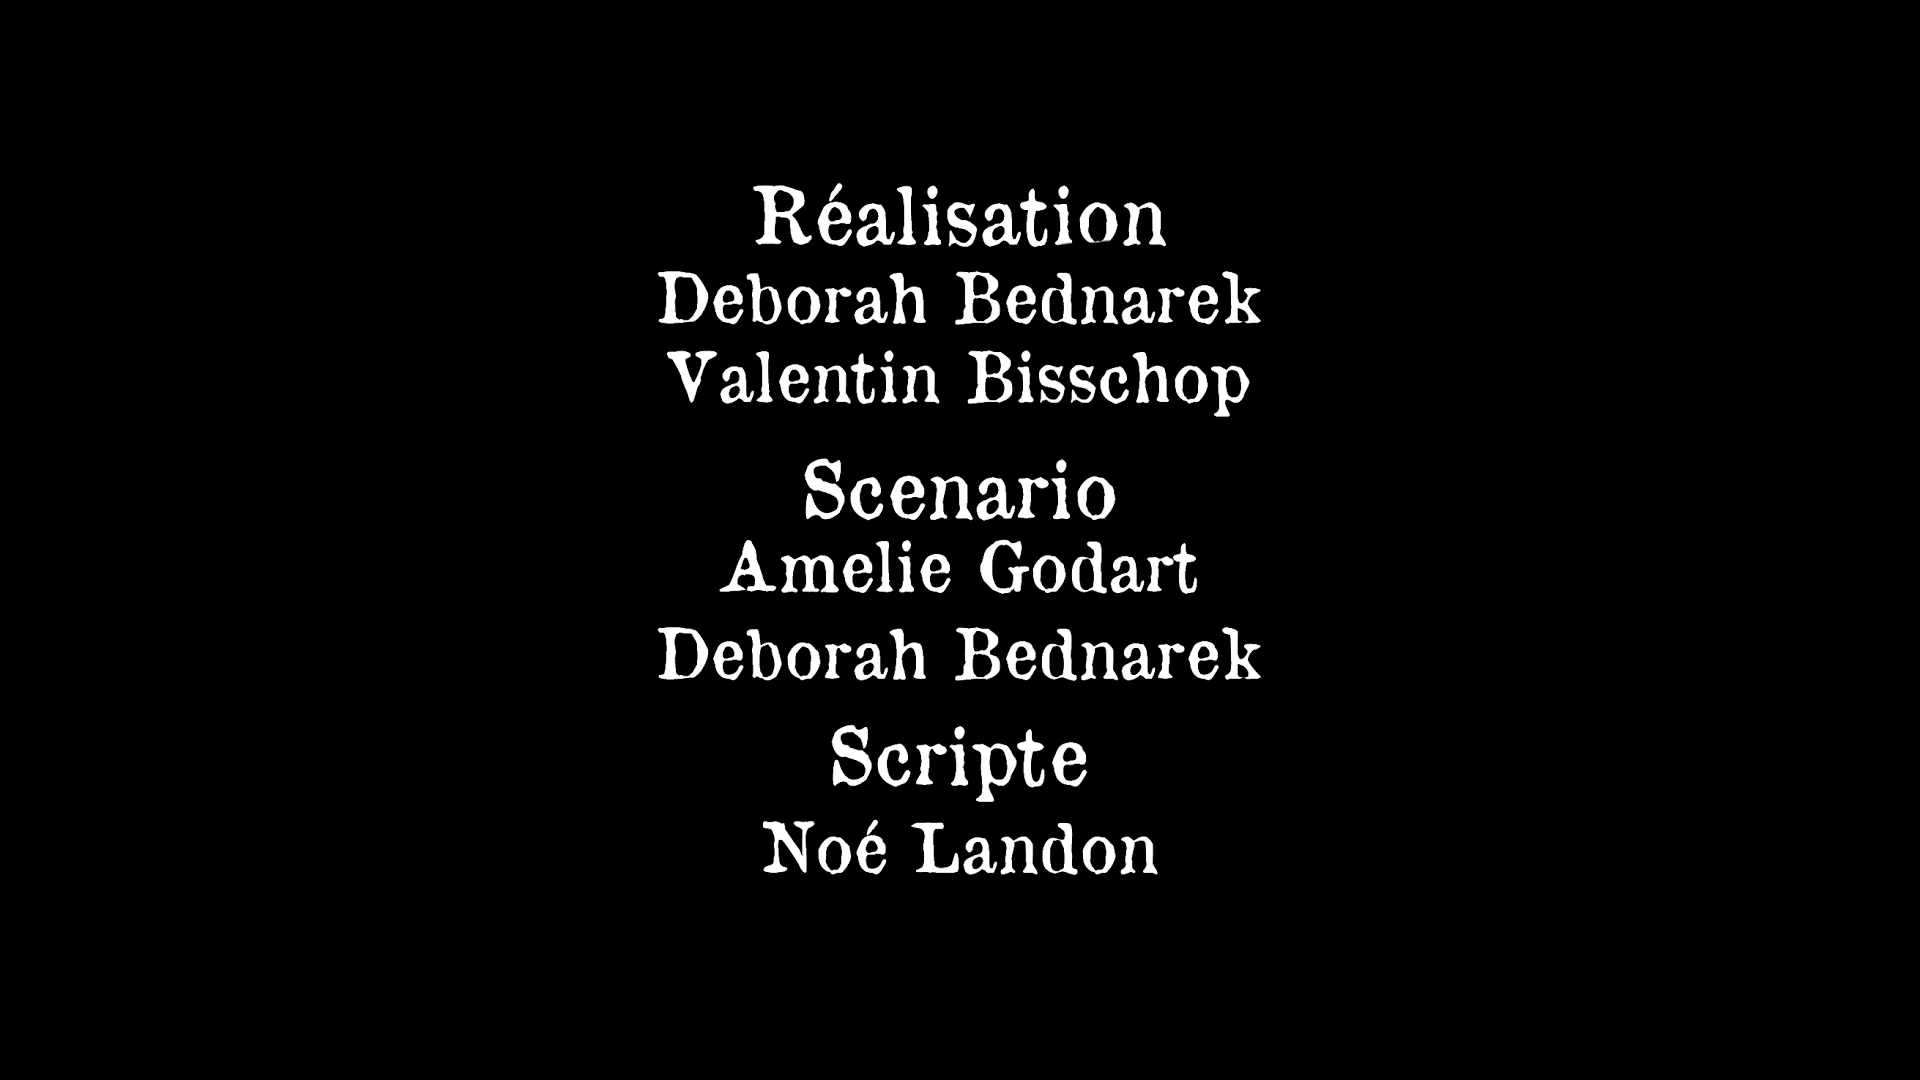 Réalisation
Deborah Bednarek
Valentin Bisschop
Scenario
Amelie Godart
Deborah Bednarek
Scripte
Noé Landon